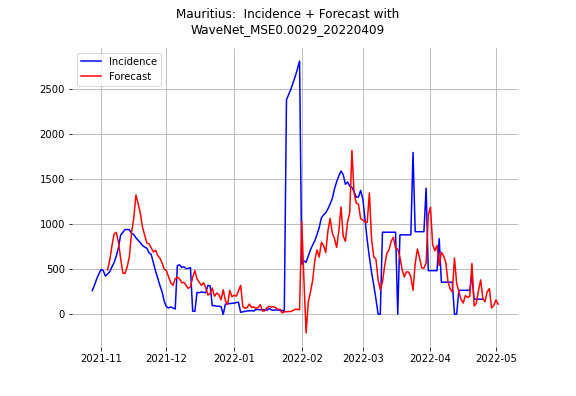 Mauritius:  Incidence + Forecast with
WaveNet_MSE0.0029_20220409
Incidence
Forecast
2500
2000
1500
1000
500
0
2021-11 2021-12 2022-01 2022-02 2022-03 2022-04 2022-05